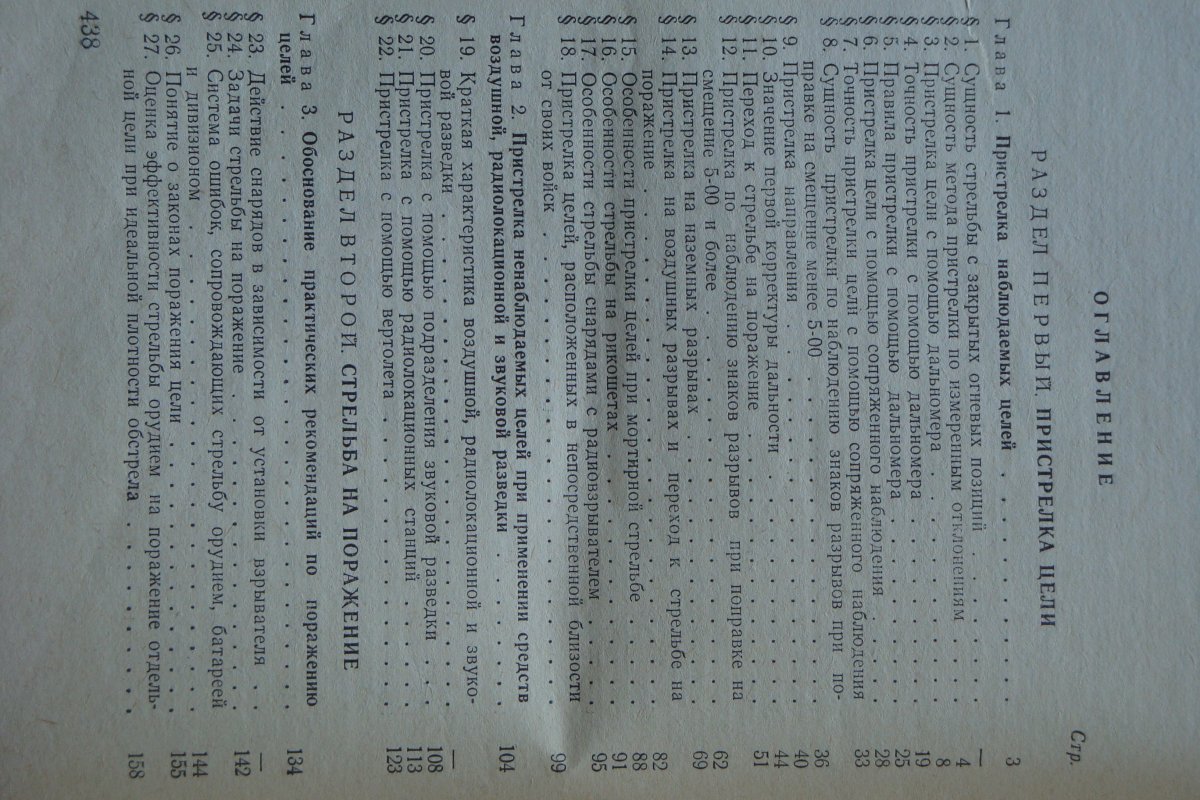 ОГЛАВЛЕНИЕ
Стр.
РАЗДЕЛ ПЕРВЫЙ. ПРИСТРЕЛКА ЦЕЛИ
Глава 1. Пристрелка наблюдаемых целей . . . . . . . . . . 3
§ 1. Сущность стрельбы с закрытых огневых позиций . . . . . . —
§ 2. Сущность метода пристрелки по измеренным отклонениям . . . . 4
§ 3. Пристрелка цели с помощью дальномера . . . . . . . . 8
§ 4. Точность пристрелки с помощью дальномера . . . . . . . 19
§ 5. Правила пристрелки с помощью дальномера . . . . . . . 25
§ 6. Пристрелка цели с помощью сопряженного наблюдения . . . . 28
§ 7. Точность пристрелки цели с помощью сопряженного наблюдения 33
§ 8. Сущность пристрелки по наблюдению знаков разрывов при по-
правке на смещение менее 5-00 . . . . . . . . . . 36
§ 9. Пристрелка направления . . . . . . . . . . . 40
§ 10. Значение первой корректуры дальности . . . . . . . . 44
§ 11. Переход к стрельбе на поражение . . . . . . . . . 51
§ 12. Пристрелка по наблюдению знаков разрывов при поправке на
смещение 5-00 и более . . . . . . . . . . . . 62
§ 13. Пристрелка на наземных разрывах . . . . . . . . . 69
§ 14. Пристрелка на воздушных разрывах и переход к стрельбе на
поражение . . . . . . . . . . . . . . . 82
§ 15. Особенности пристрелки целей при мортирной стрельбе . . . . 88
§ 16. Особенности стрельбы на рикошетах . . . . . . . . 91
§ 17. Особенности стрельбы снарядами с радиовзрывателем . . . . 95
§ 18. Пристрелка целей, расположенных в непосредственной близости
от своих войск . . . . . . . . . . . . . 99
Глава 2. Пристрелка ненаблюдаемых целей при применении средств
воздушной, радиолокационной и звуковой разведки . . . . . 104
§ 19. Краткая характеристика воздушной, радиолокационной и звуко-
вой разведки . . . . . . . . . . . . . . —
§ 20. Пристрелка с помощью подразделения звуковой разведки . . . 108
§ 21. Пристрелка с помощью радиолокационных станций . . . . . 113
§ 22. Пристрелка с помощью вертолета . . . . . . . . . 123
РАЗДЕЛ ВТОРОЙ. СТРЕЛЬБА НА ПОРАЖЕНИЕ
Глава 3. Обоснование практических рекомендаций по поражению
целей . . . . . . . . . . . . . . . . 134
§ 23. Действие снарядов в зависимости от установки взрывателя . . —
§ 24. Задачи стрельбы на поражение . . . . . . . . . . 142
§ 25. Система ошибок, сопровождающих стрельбу орудием, батареей
и дивизионом . . . . . . . . . . . . . . 144
§ 26. Понятие о законах поражения цели . . . . . . . . . 155
§ 27. Оценка эффективности стрельбы орудием на поражение отдель-
ной цели при идеальной плотности обстрела . . . . . . . 158
438